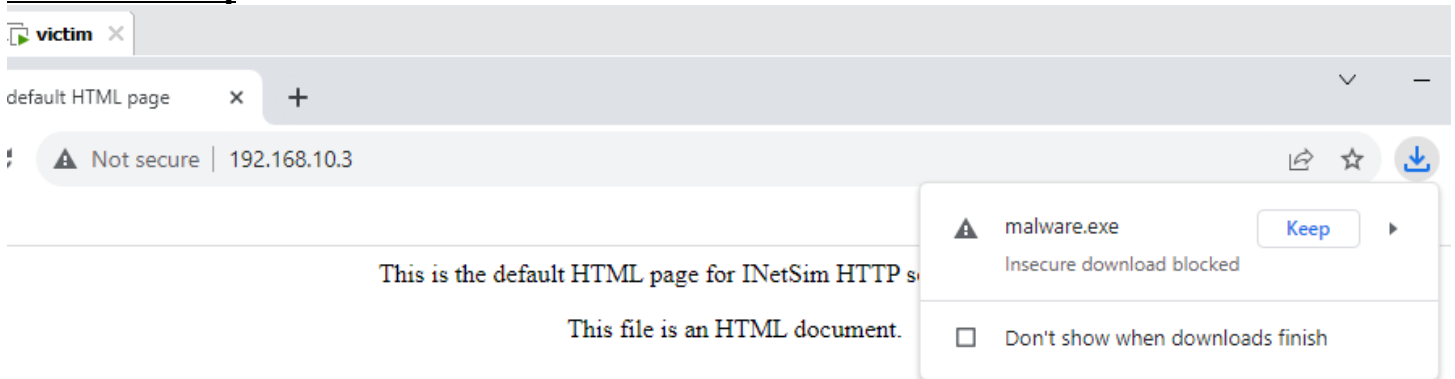 victim
default HTML page
Not secure 192.168.10.3
malware.exe Keep
Insecure download blocked
This is the default HTML page for INetSim HTTP
This file is an HTML document.
Don't show when downloads finish